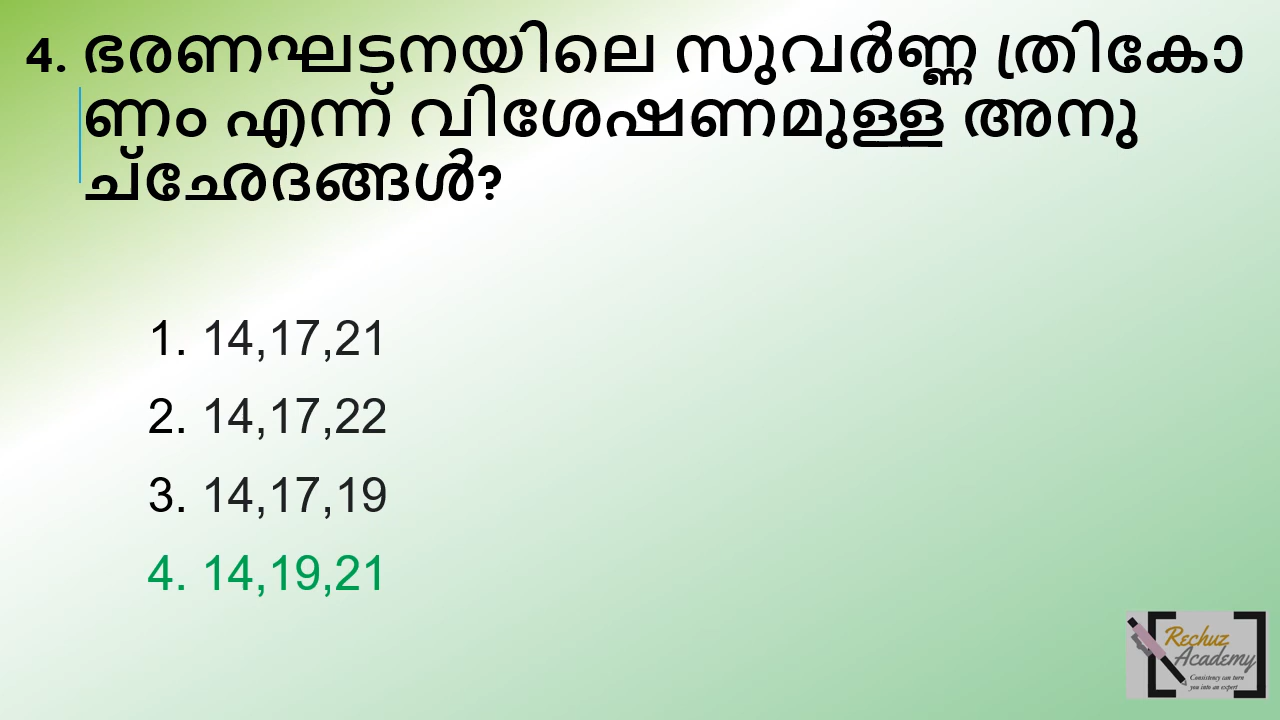 4. ഭരണഘടനയിലെ സുവർണ്ണ ത്രികോ
ണം എന്ന് വിശേഷണമുള്ള അനു
ച്ഛേദങ്ങൾ?
1. 14,17,21
2. 14,17,22
3. 14,17,19
4. 14,19,21
Rechuz
Academy
Consistency can turn
you into an expert